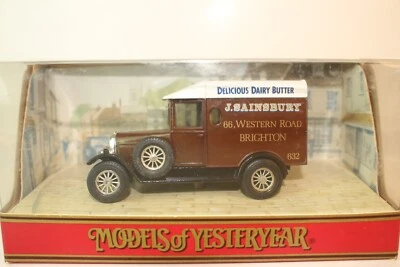 DELICIOUS DAIRY BUTTER
J. SAINSBURY
66, WESTERN ROAD
BRIGHTON
632
MODELS of YESTERYEAR